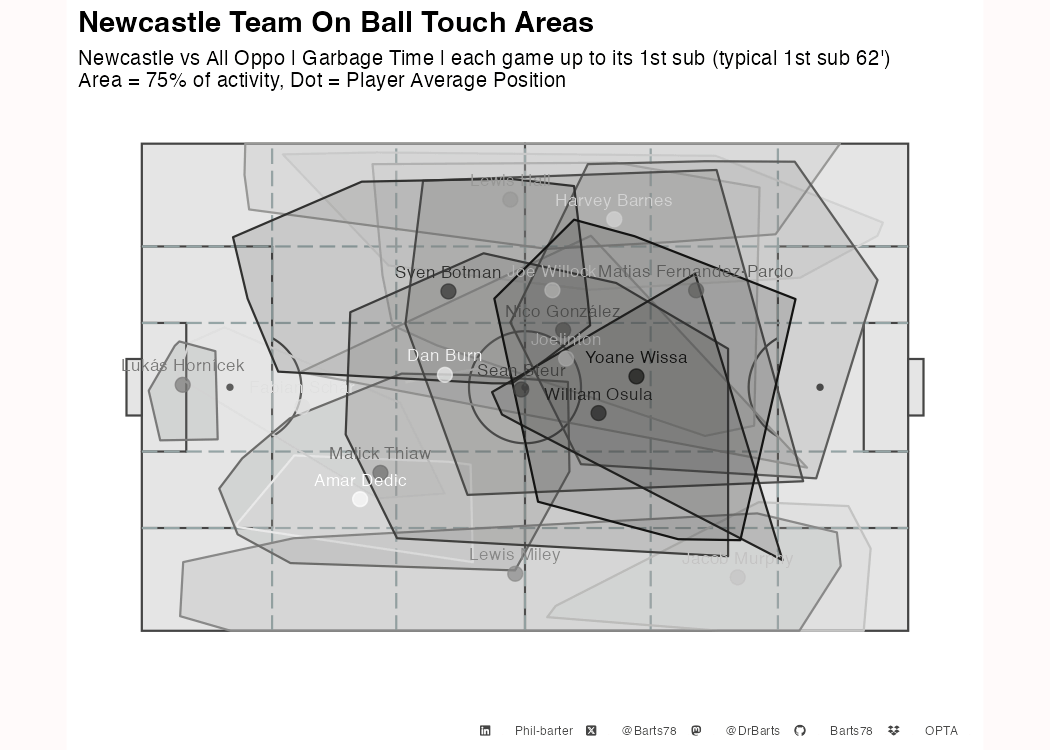 Newcastle Team On Ball Touch Areas
Newcastle vs All Oppo | Garbage Time | each game up to its 1st sub (typical 1st sub 62')
Area = 75% of activity, Dot = Player Average Position
Lewis Hall
Harvey Barnes
Sven Botman
Joe Willock
Matias Fernandez-Pardo
Nico González
Joelinton
Dan Burn
Yoane Wissa
Lukás Hornicek
Sean Steur
William Osula
Malick Thiaw
Amar Dedic
Lewis Miley
Jacob Murphy
Phil-barter
@Barts78
@DrBarts
Barts78
OPTA